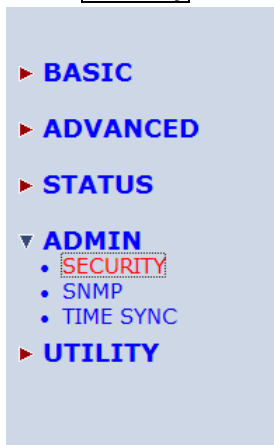 BASIC
ADVANCED
STATUS
ADMIN
SECURITY
SNMP
TIME SYNC
UTILITY